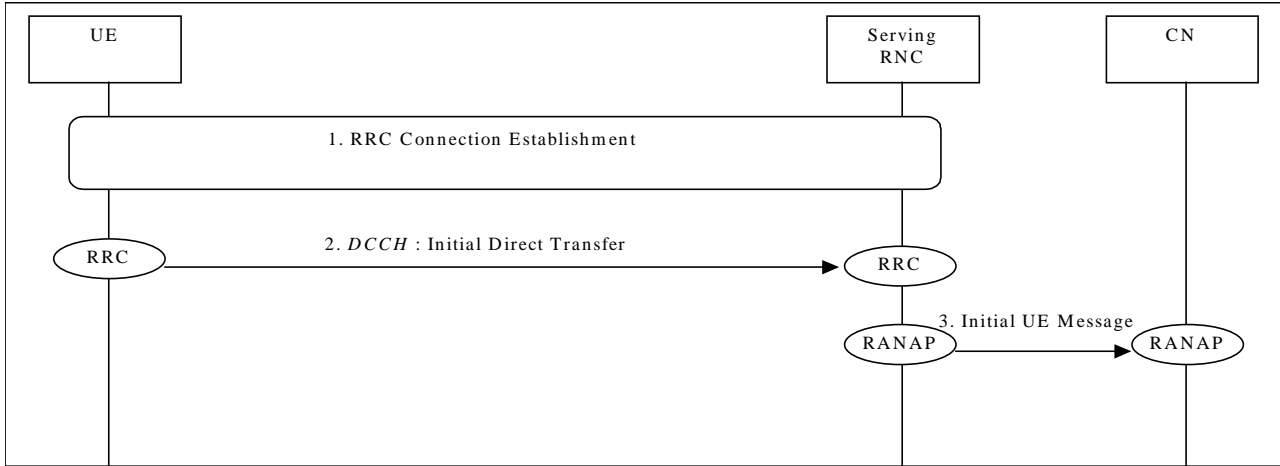 UE
Serving
RNC
CN
1. RRC Connection Establishment
2. DCCH : Initial Direct Transfer
RRC
RRC
3. Initial UE Message
RANAP
RANAP